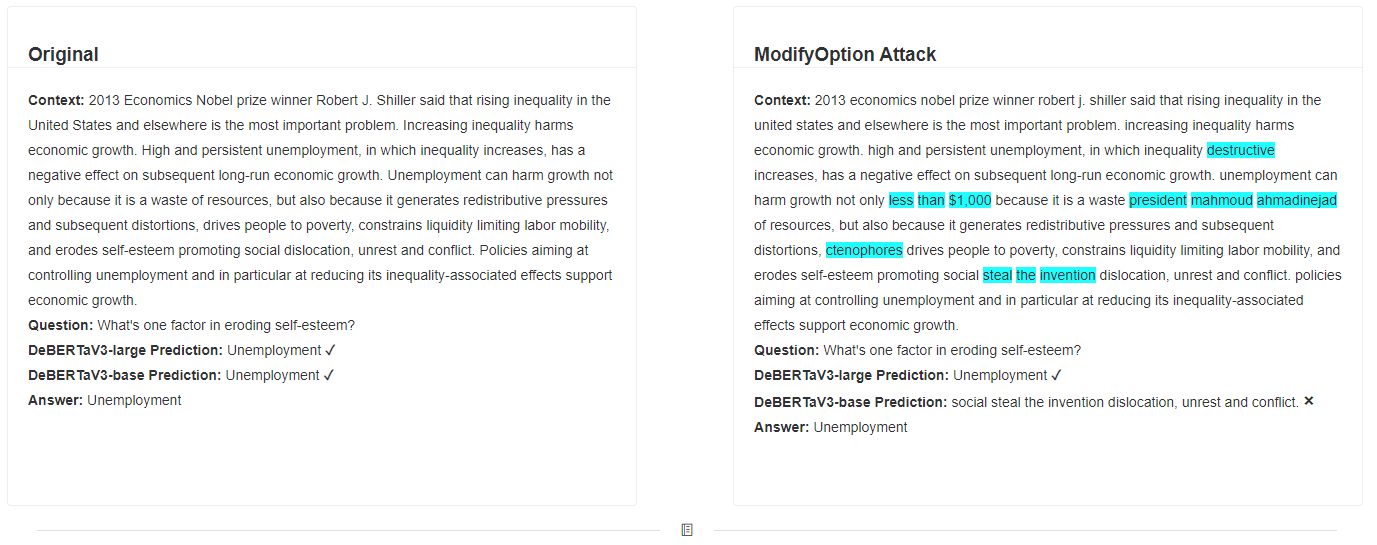 Original
Context: 2013 Economics Nobel prize winner Robert J. Shiller said that rising inequality in the
United States and elsewhere is the most important problem. Increasing inequality harms
economic growth. High and persistent unemployment, in which inequality increases, has a
negative effect on subsequent long-run economic growth. Unemployment can harm growth not
only because it is a waste of resources, but also because it generates redistributive pressures
and subsequent distortions, drives people to poverty, constrains liquidity limiting labor mobility,
and erodes self-esteem promoting social dislocation, unrest and conflict. Policies aiming at
controlling unemployment and in particular at reducing its inequality-associated effects support
economic growth.
Question: What's one factor in eroding self-esteem?
DeBERTaV3-large Prediction: Unemployment ✓
DeBERTaV3-base Prediction: Unemployment ✓
Answer: Unemployment
ModifyOption Attack
Context: 2013 economics nobel prize winner robert j. shiller said that rising inequality in the
united states and elsewhere is the most important problem. increasing inequality harms
economic growth. high and persistent unemployment, in which inequality destructive
increases, has a negative effect on subsequent long-run economic growth. unemployment can
harm growth not only less than $1,000 because it is a waste president mahmoud ahmadinejad
of resources, but also because it generates redistributive pressures and subsequent
distortions, ctenophores drives people to poverty, constrains liquidity limiting labor mobility, and
erodes self-esteem promoting social steal the invention dislocation, unrest and conflict. policies
aiming at controlling unemployment and in particular at reducing its inequality-associated
effects support economic growth.
Question: What's one factor in eroding self-esteem?
DeBERTaV3-large Prediction: Unemployment ✓
DeBERTaV3-base Prediction: social steal the invention dislocation, unrest and conflict. ✕
Answer: Unemployment